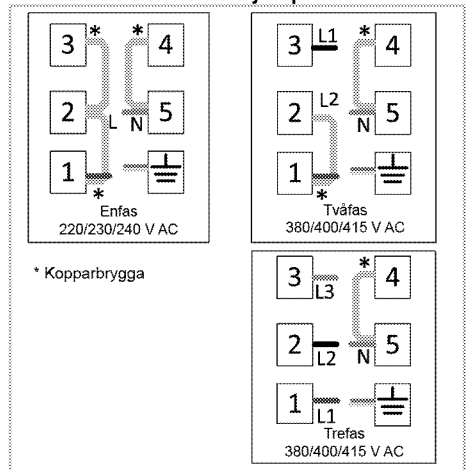 3 * * 4
2 L N 5
1 *
Enfas
220/230/240 V AC
3 L1 * 4
2 L2 N 5
1 *
Tvåfas
380/400/415 V AC
* Kopparbrygga
3 L3 * 4
2 L2 N 5
1 L1
Trefas
380/400/415 V AC